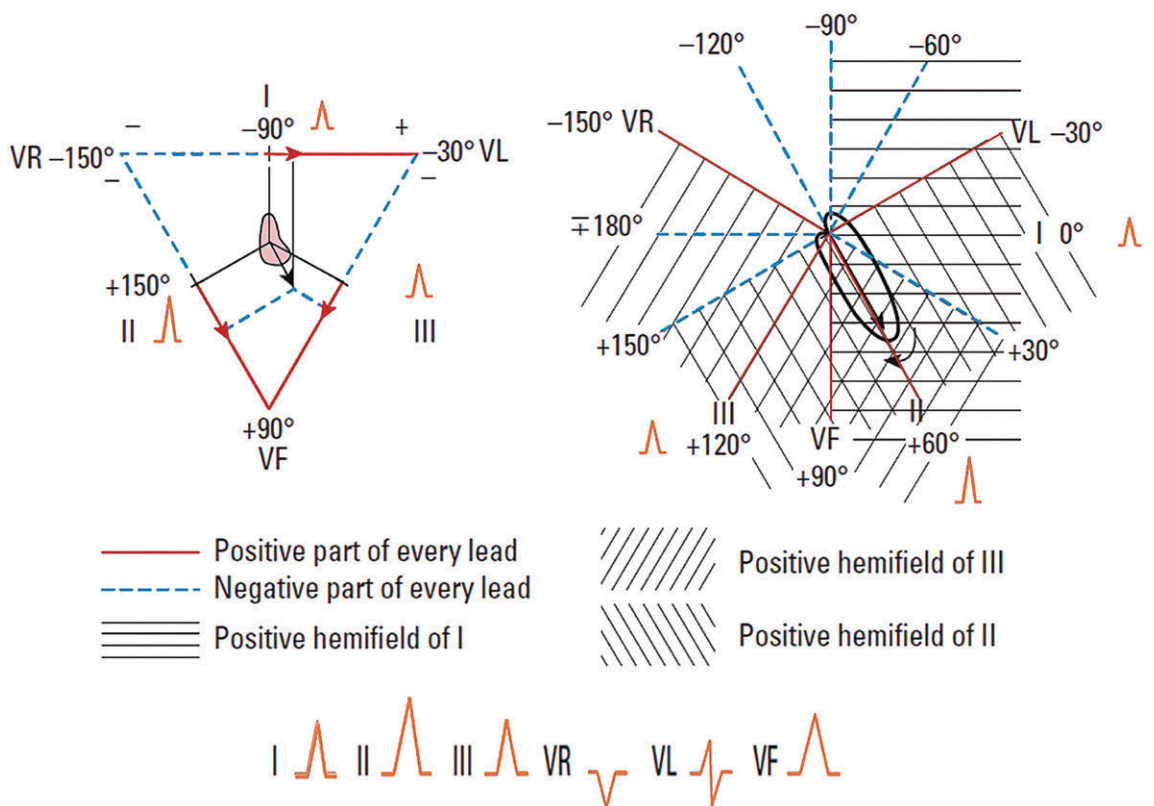 I
–90°
– +
VR –150° –30° VL
– –
+150°
II III
+90°
VF
–90°
–120° –60°
–150° VR VL –30°
∓180° I 0°
+150° +30°
III II
+120° VF +60°
+90°
Positive part of every lead
Negative part of every lead
Positive hemifield of I
Positive hemifield of III
Positive hemifield of II
I II III VR VL VF